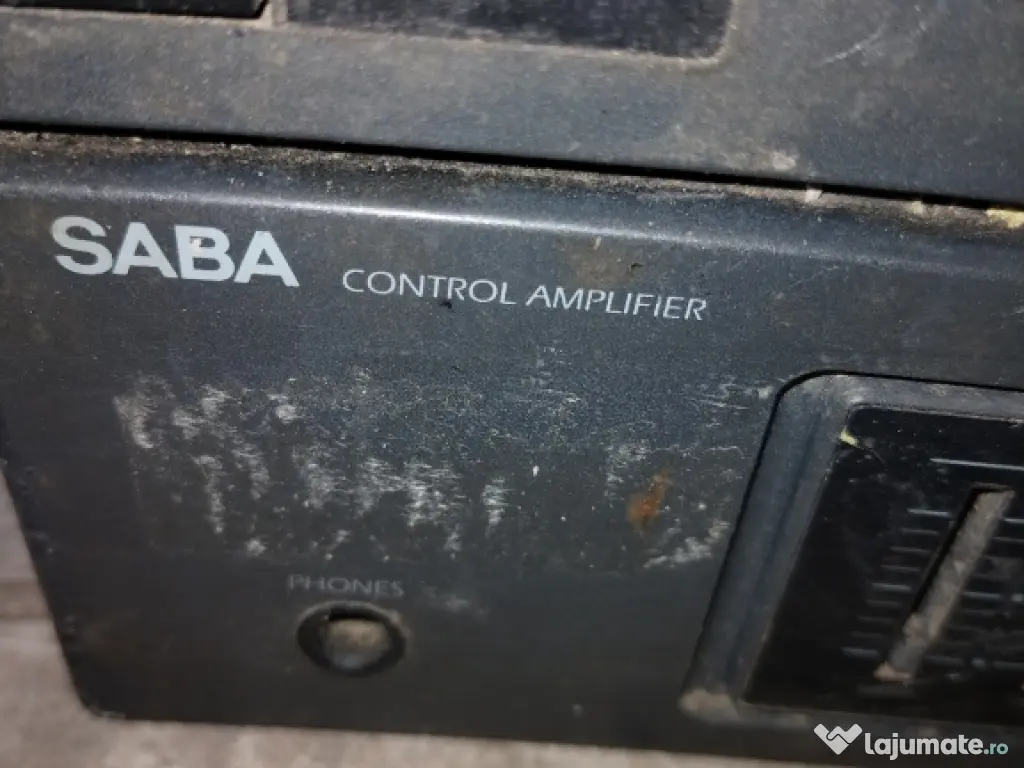 SABA CONTROL AMPLIFIER
PHONES
lajumate.ro